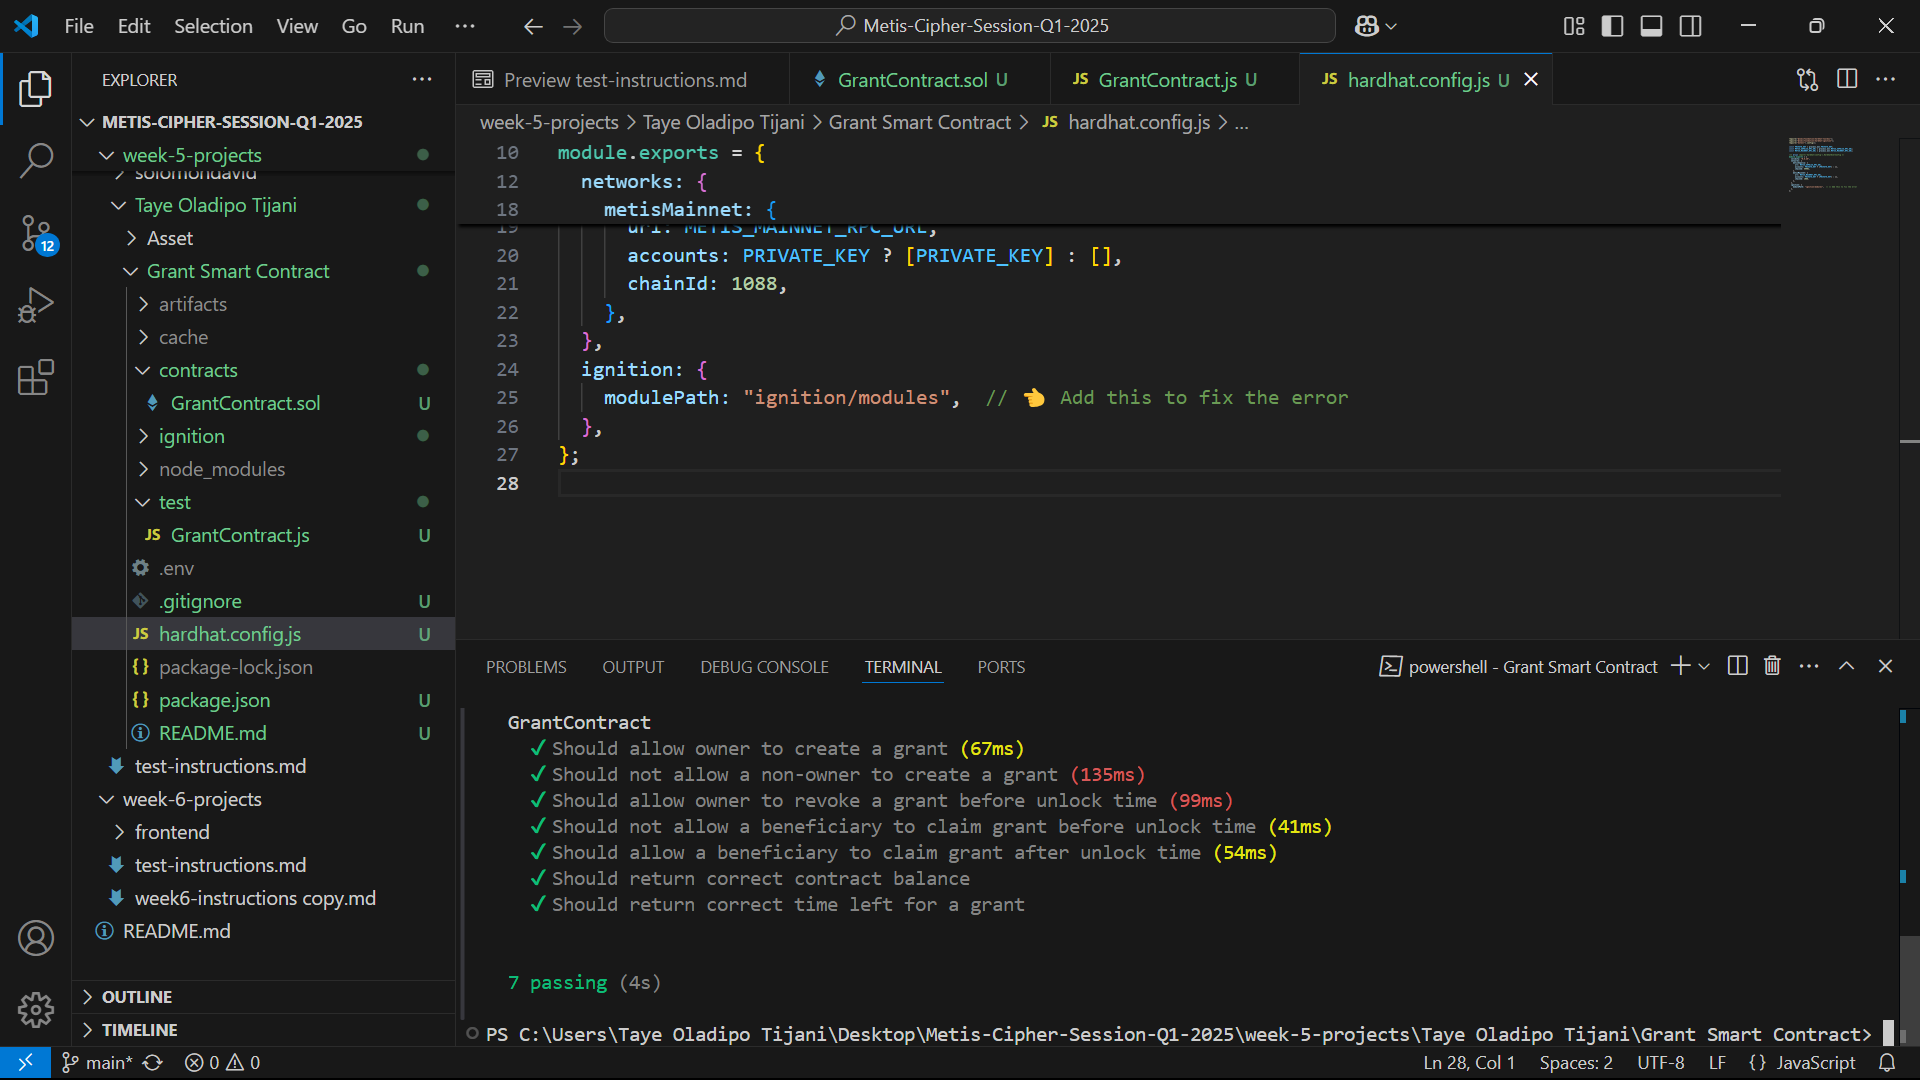 File Edit Selection View Go Run ···
Metis-Cipher-Session-Q1-2025
EXPLORER
METIS-CIPHER-SESSION-Q1-2025
week-5-projects
solomondavid
Taye Oladipo Tijani
Asset
Grant Smart Contract
artifacts
cache
contracts
GrantContract.sol U
ignition
node_modules
test
JS GrantContract.js U
.env
.gitignore U
JS hardhat.config.js U
{} package-lock.json
{} package.json U
README.md U
test-instructions.md
week-6-projects
frontend
test-instructions.md
week6-instructions copy.md
README.md
OUTLINE
TIMELINE
12
Preview test-instructions.md
GrantContract.sol U
JS GrantContract.js U
JS hardhat.config.js U
week-5-projects > Taye Oladipo Tijani > Grant Smart Contract > JS hardhat.config.js > ...
10 module.exports = {
12 networks: {
18 metisMainnet: {
19 url: METIS_MAINNET_RPC_URL,
20 accounts: PRIVATE_KEY ? [PRIVATE_KEY] : [],
21 chainId: 1088,
22 },
23 },
24 ignition: {
25 modulePath: "ignition/modules", // 👈 Add this to fix the error
26 },
27 };
28
PROBLEMS OUTPUT DEBUG CONSOLE TERMINAL PORTS
powershell - Grant Smart Contract
GrantContract
✓ Should allow owner to create a grant (67ms)
✓ Should not allow a non-owner to create a grant (135ms)
✓ Should allow owner to revoke a grant before unlock time (99ms)
✓ Should not allow a beneficiary to claim grant before unlock time (41ms)
✓ Should allow a beneficiary to claim grant after unlock time (54ms)
✓ Should return correct contract balance
✓ Should return correct time left for a grant
7 passing (4s)
PS C:\Users\Taye Oladipo Tijani\Desktop\Metis-Cipher-Session-Q1-2025\week-5-projects\Taye Oladipo Tijani\Grant Smart Contract>
main* 0 0
Ln 28, Col 1 Spaces: 2 UTF-8 LF {} JavaScript